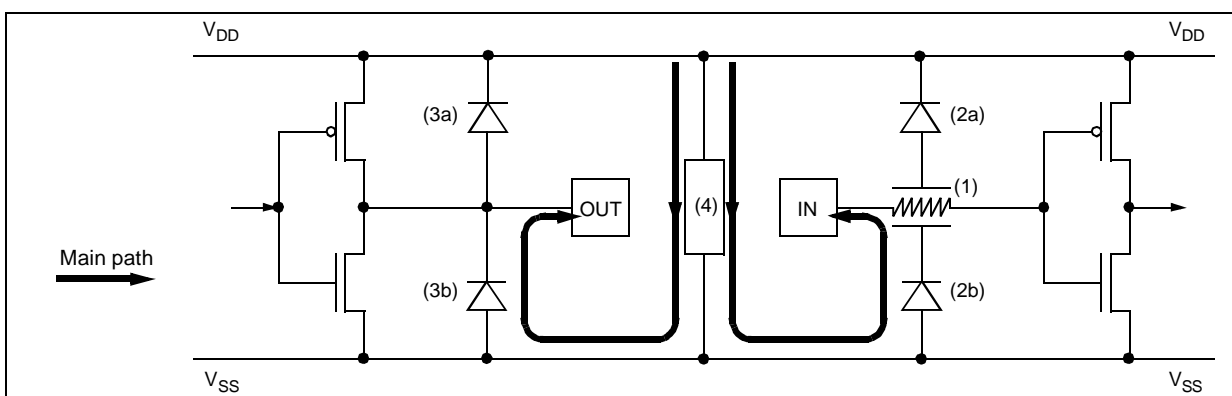 VDD VDD
(3a) (2a)
(1)
OUT (4) IN
Main path
(3b) (2b)
VSS VSS